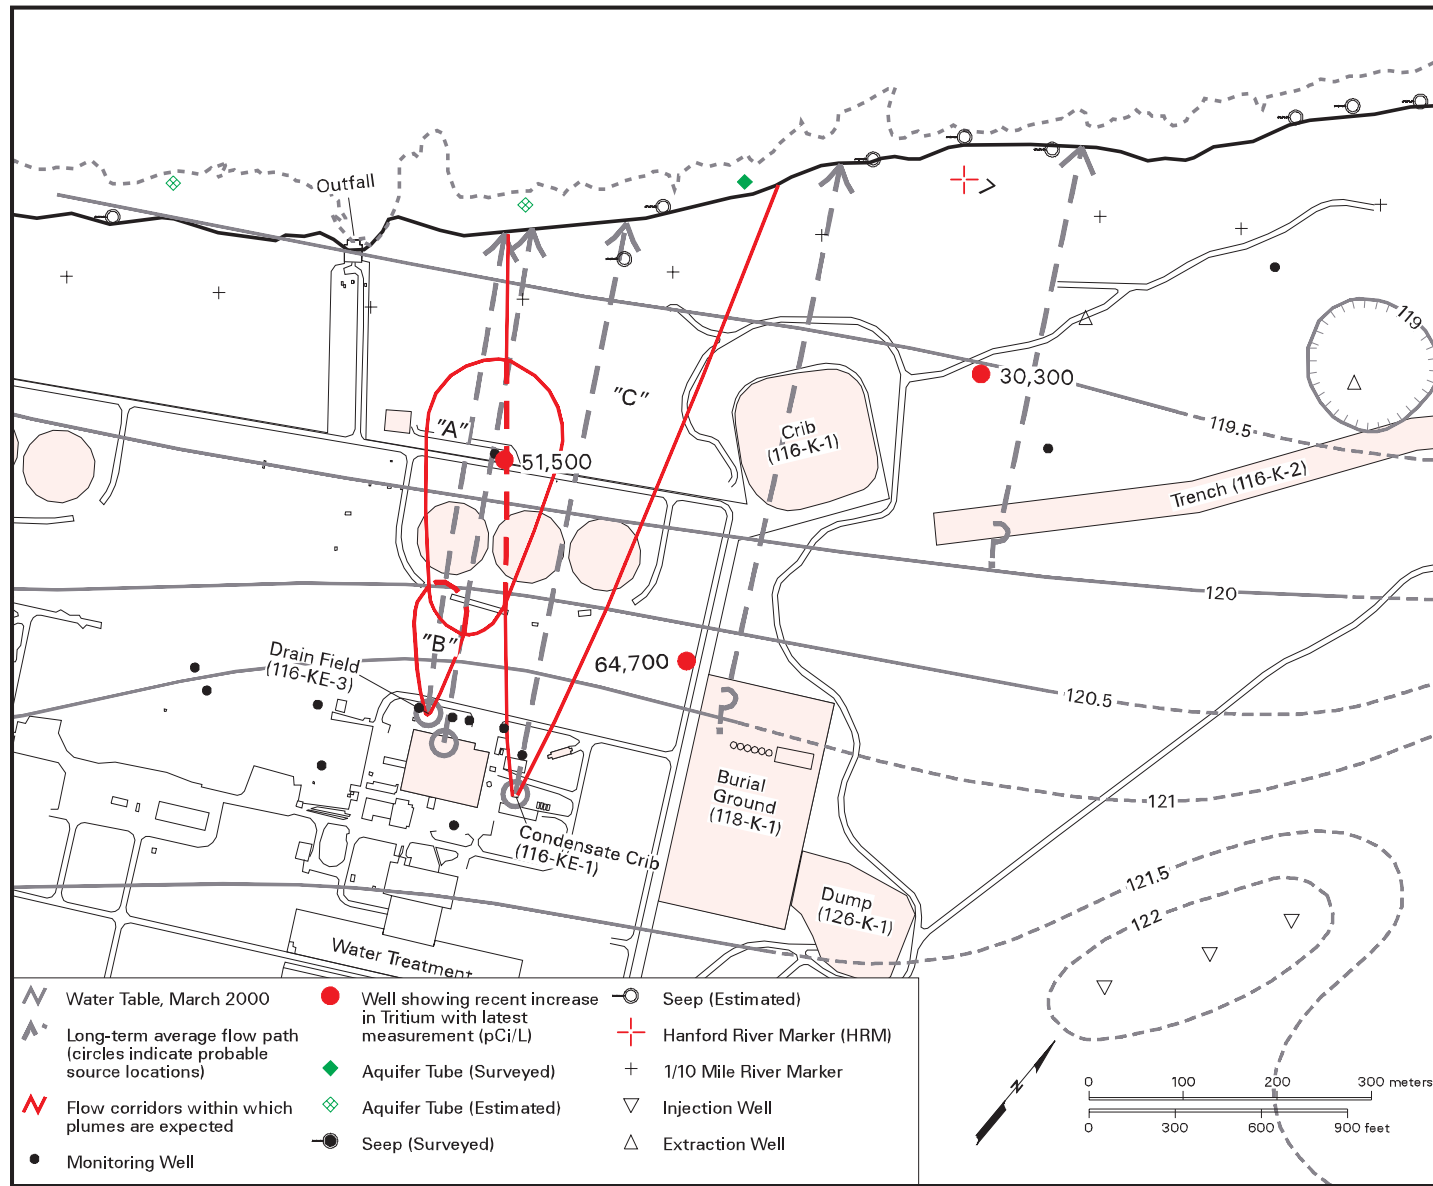 Outfall
7
119
30,300
"C"
"A"
119.5
Crib
(116-K-1)
51,500
Trench (116-K-2)
120
"B"
Drain Field
(116-KE-3)
64,700
120.5
Burial
Ground
(118-K-1)
121
Condensate Crib
(116-KE-1)
121.5
Dump
(126-K-1)
122
Water Treatment
Water Table, March 2000
Long-term average flow path
(circles indicate probable
source locations)
Flow corridors within which
plumes are expected
Monitoring Well
Well showing recent increase
in Tritium with latest
measurement (pCi/L)
Aquifer Tube (Surveyed)
Aquifer Tube (Estimated)
Seep (Surveyed)
Seep (Estimated)
Hanford River Marker (HRM)
1/10 Mile River Marker
Injection Well
Extraction Well
N
0 100 200 300 meters
0 300 600 900 feet
?
?